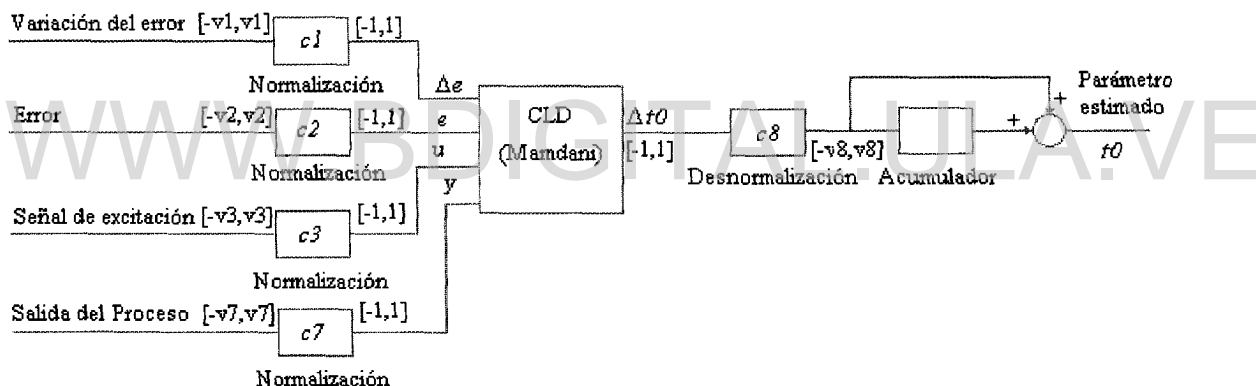 Variación del error [-v1,v1] c1 [-1,1]
Normalización
Error [-v2,v2] c2 [-1,1]
Normalización
Señal de excitación [-v3,v3] c3 [-1,1]
Normalización
Salida del Proceso [-v7,v7] c7 [-1,1]
Normalización
Δe
e
u
y
CLD
(Mamdani)
Δt0
[-1,1]
c8
[-v8,v8]
Desnormalización
Acumulador
+
+
Parámetro
estimado
t0
WWW.BDIGITAL.ULA.VE